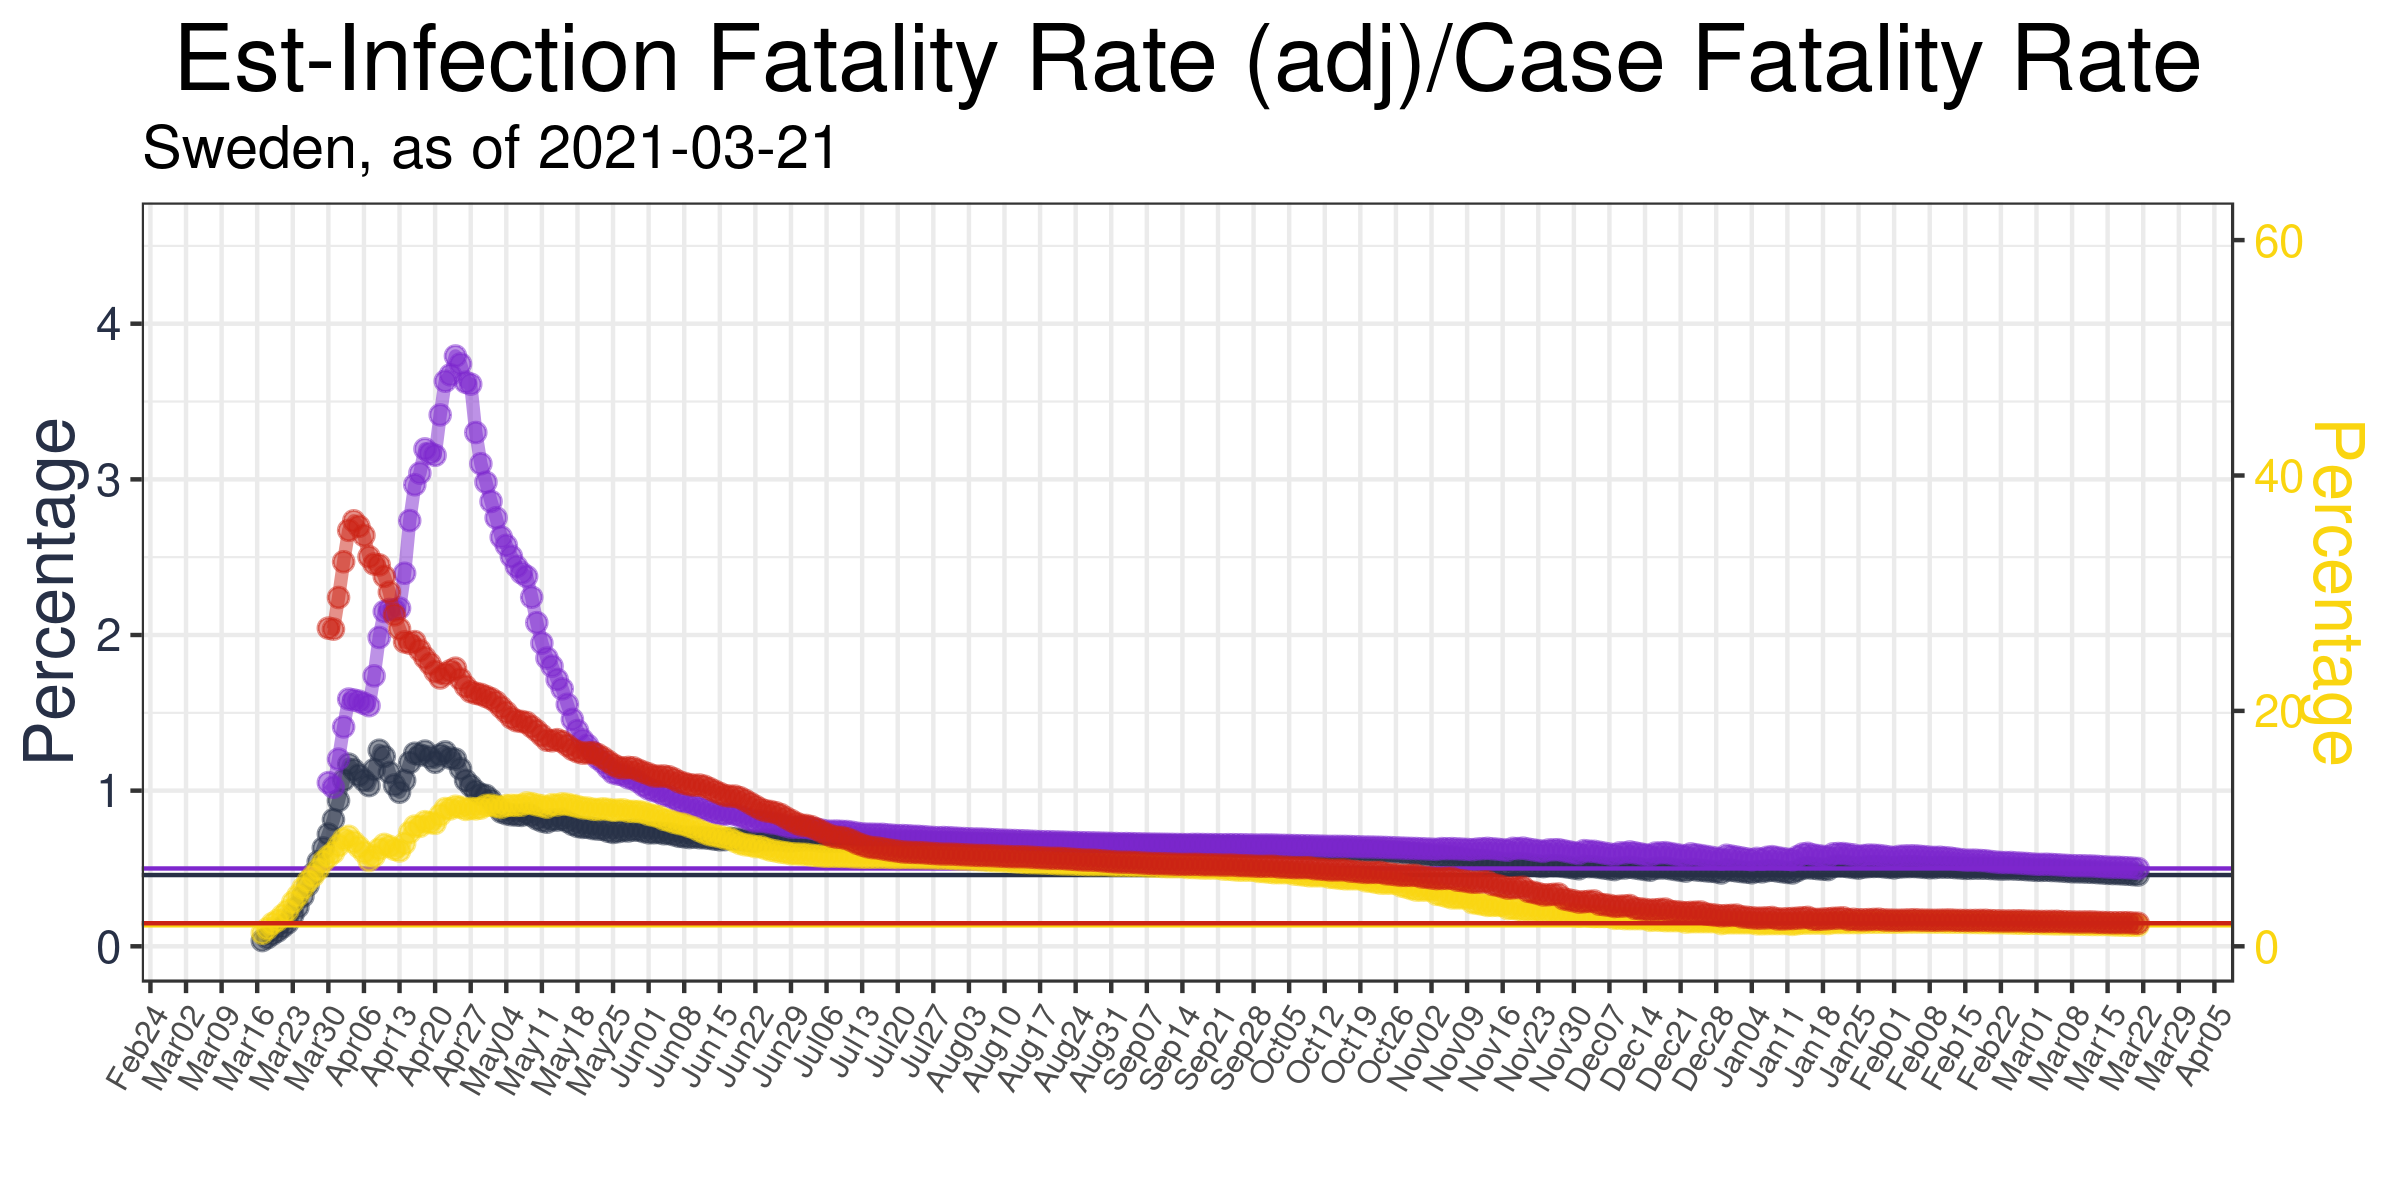 Est-Infection Fatality Rate (adj)/Case Fatality Rate
Sweden, as of 2021-03-21
Percentage
4
3
2
1
0
60
40
20
0
Percentage
Feb24
Mar02
Mar09
Mar16
Mar23
Mar30
Apr06
Apr13
Apr20
Apr27
May04
May11
May18
May25
Jun01
Jun08
Jun15
Jun22
Jun29
Jul06
Jul13
Jul20
Jul27
Aug03
Aug10
Aug17
Aug24
Aug31
Sep07
Sep14
Sep21
Sep28
Oct05
Oct12
Oct19
Oct26
Nov02
Nov09
Nov16
Nov23
Nov30
Dec07
Dec14
Dec21
Dec28
Jan04
Jan11
Jan18
Jan25
Feb01
Feb08
Feb15
Feb22
Mar01
Mar08
Mar15
Mar22
Mar29
Apr05